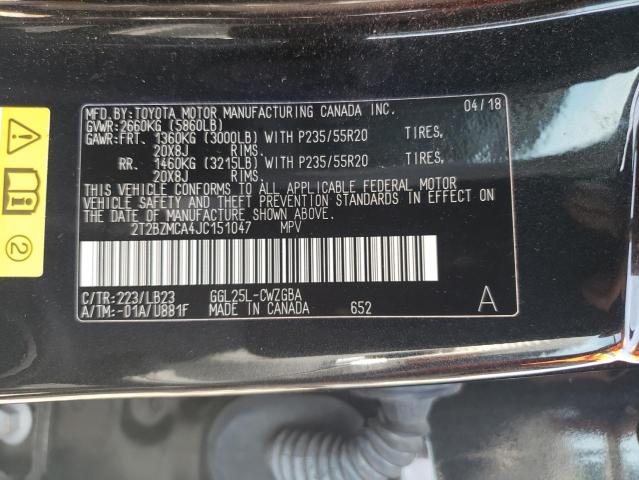 MFD.BY:TOYOTA MOTOR MANUFACTURING CANADA INC. 04/18
GVWR:2660KG (5860LB)
GAWR:FRT. 1360KG (3000LB) WITH P235/55R20 TIRES,
20X8J RIMS.
RR. 1460KG (3215LB) WITH P235/55R20 TIRES,
20X8J RIMS.
THIS VEHICLE CONFORMS TO ALL APPLICABLE FEDERAL MOTOR
VEHICLE SAFETY AND THEFT PREVENTION STANDARDS IN EFFECT ON
THE DATE OF MANUFACTURE SHOWN ABOVE.
2T2BZMCA4JC151047 MPV
C/TR:223/LB23 GGL25L-CWZGBA
A/TM:-01A/U881F MADE IN CANADA 652 A
2